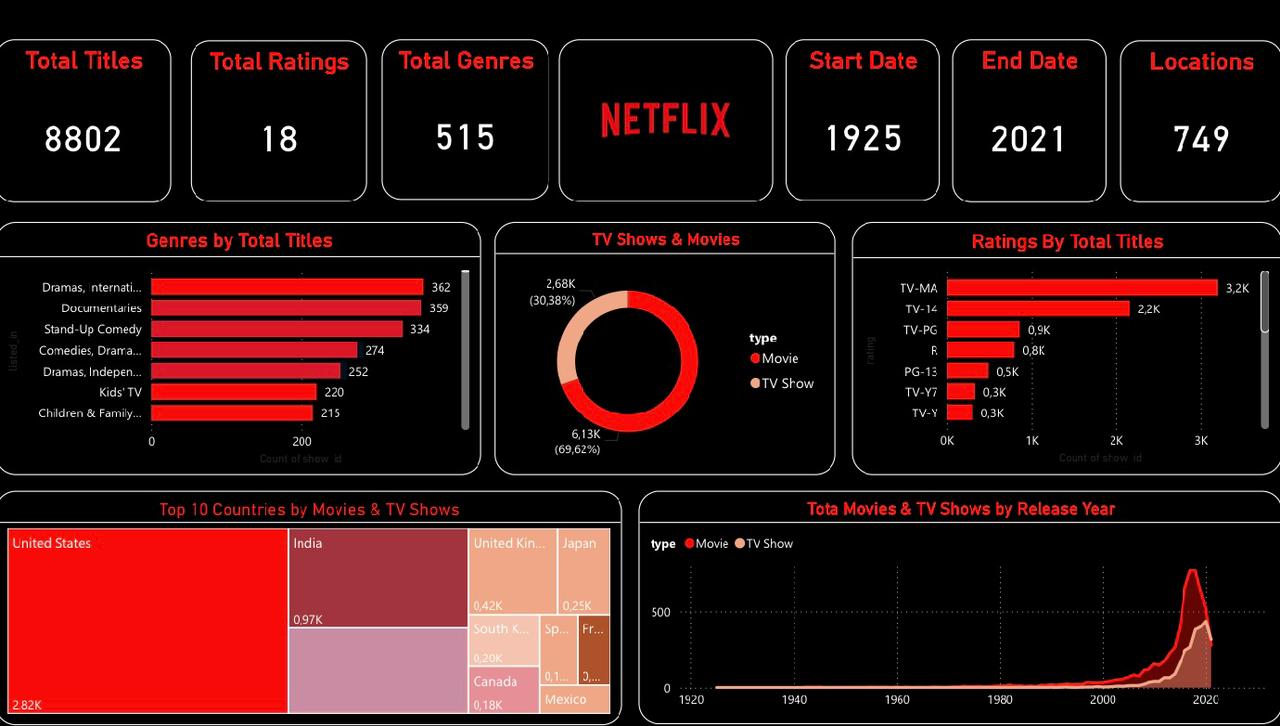 Total Titles
8802
Total Ratings
18
Total Genres
515
NETFLIX
Start Date
1925
End Date
2021
Locations
749
Genres by Total Titles
listed_in
Dramas, Internati... 362
Documentaries 359
Stand-Up Comedy 334
Comedies, Drama... 274
Dramas, Indepen... 252
Kids' TV 220
Children & Family... 215
0 200
Count of show_id
TV Shows & Movies
2,68K
(30,38%)
6,13K
(69,62%)
type
Movie
TV Show
Ratings By Total Titles
rating
TV-MA 3,2K
TV-14 2,2K
TV-PG 0,9K
R 0,8K
PG-13 0,5K
TV-Y7 0,3K
TV-Y 0,3K
0K 1K 2K 3K
Count of show_id
Top 10 Countries by Movies & TV Shows
United States
2.82K
India
0,97K
United Kin...
0,42K
Japan
0,25K
South K...
0,20K
Canada
0,18K
Sp...
0,1...
Fr...
0,...
Mexico
Tota Movies & TV Shows by Release Year
type Movie TV Show
500
0
1920 1940 1960 1980 2000 2020